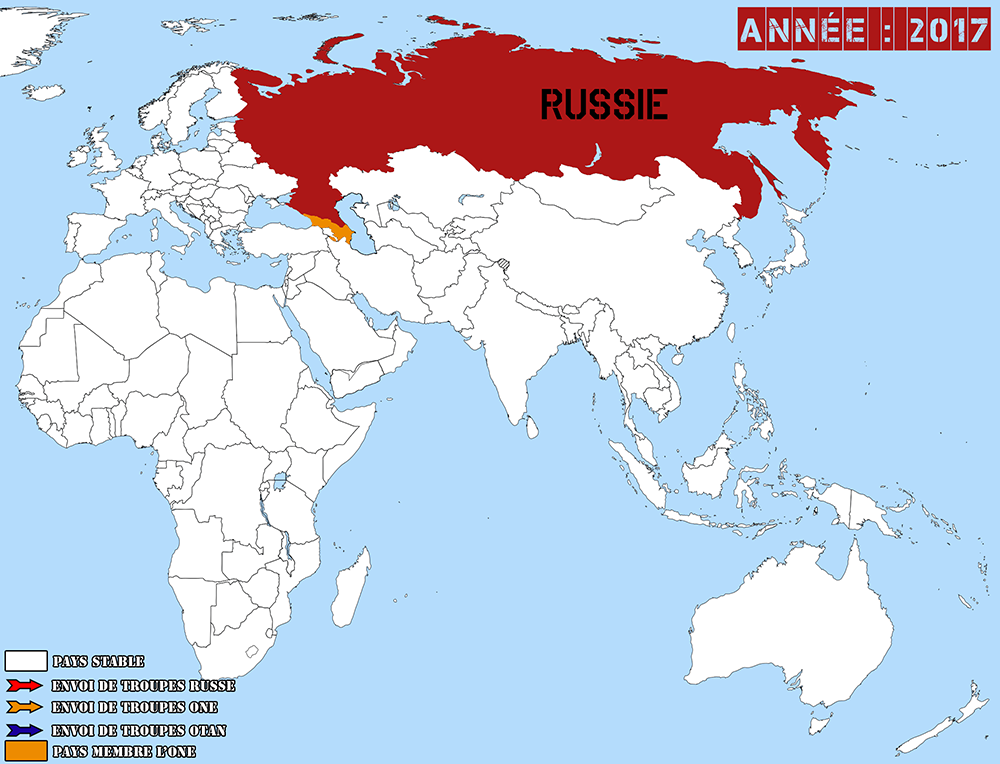 ANNÉE : 2017
RUSSIE
PAYS STABLE
ENVOI DE TROUPES RUSSE
ENVOI DE TROUPES ONE
ENVOI DE TROUPES OTAN
PAYS MEMBRE L'ONE